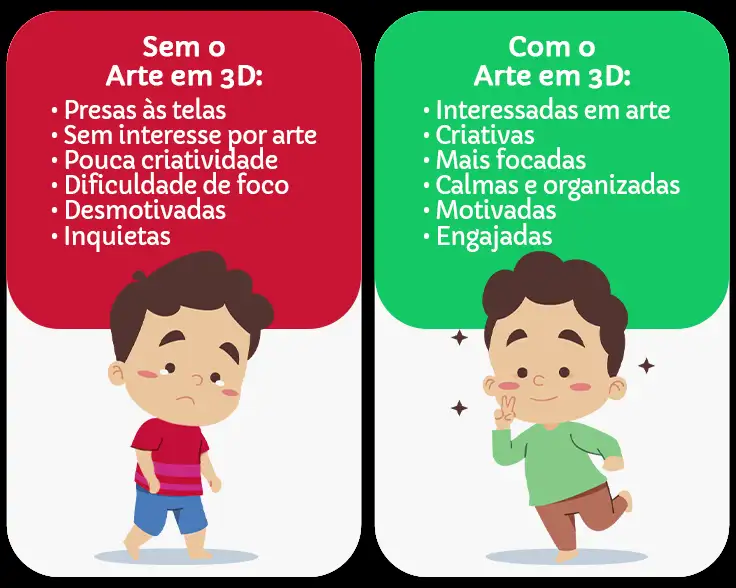 Sem o
Arte em 3D:
• Presas às telas
• Sem interesse por arte
• Pouca criatividade
• Dificuldade de foco
• Desmotivadas
• Inquietas
Com o
Arte em 3D:
• Interessadas em arte
• Criativas
• Mais focadas
• Calmas e organizadas
• Motivadas
• Engajadas